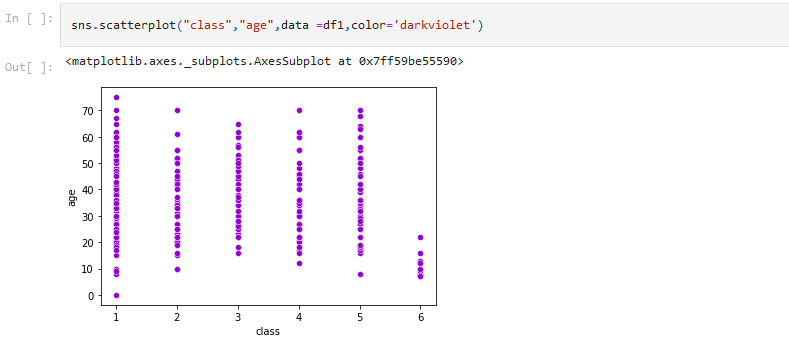 In [ ]:
sns.scatterplot("class","age",data =df1,color='darkviolet')
Out[ ]:
<matplotlib.axes._subplots.AxesSubplot at 0x7ff59be55590>
70
60
50
40
30
20
10
0
age
1 2 3 4 5 6
class